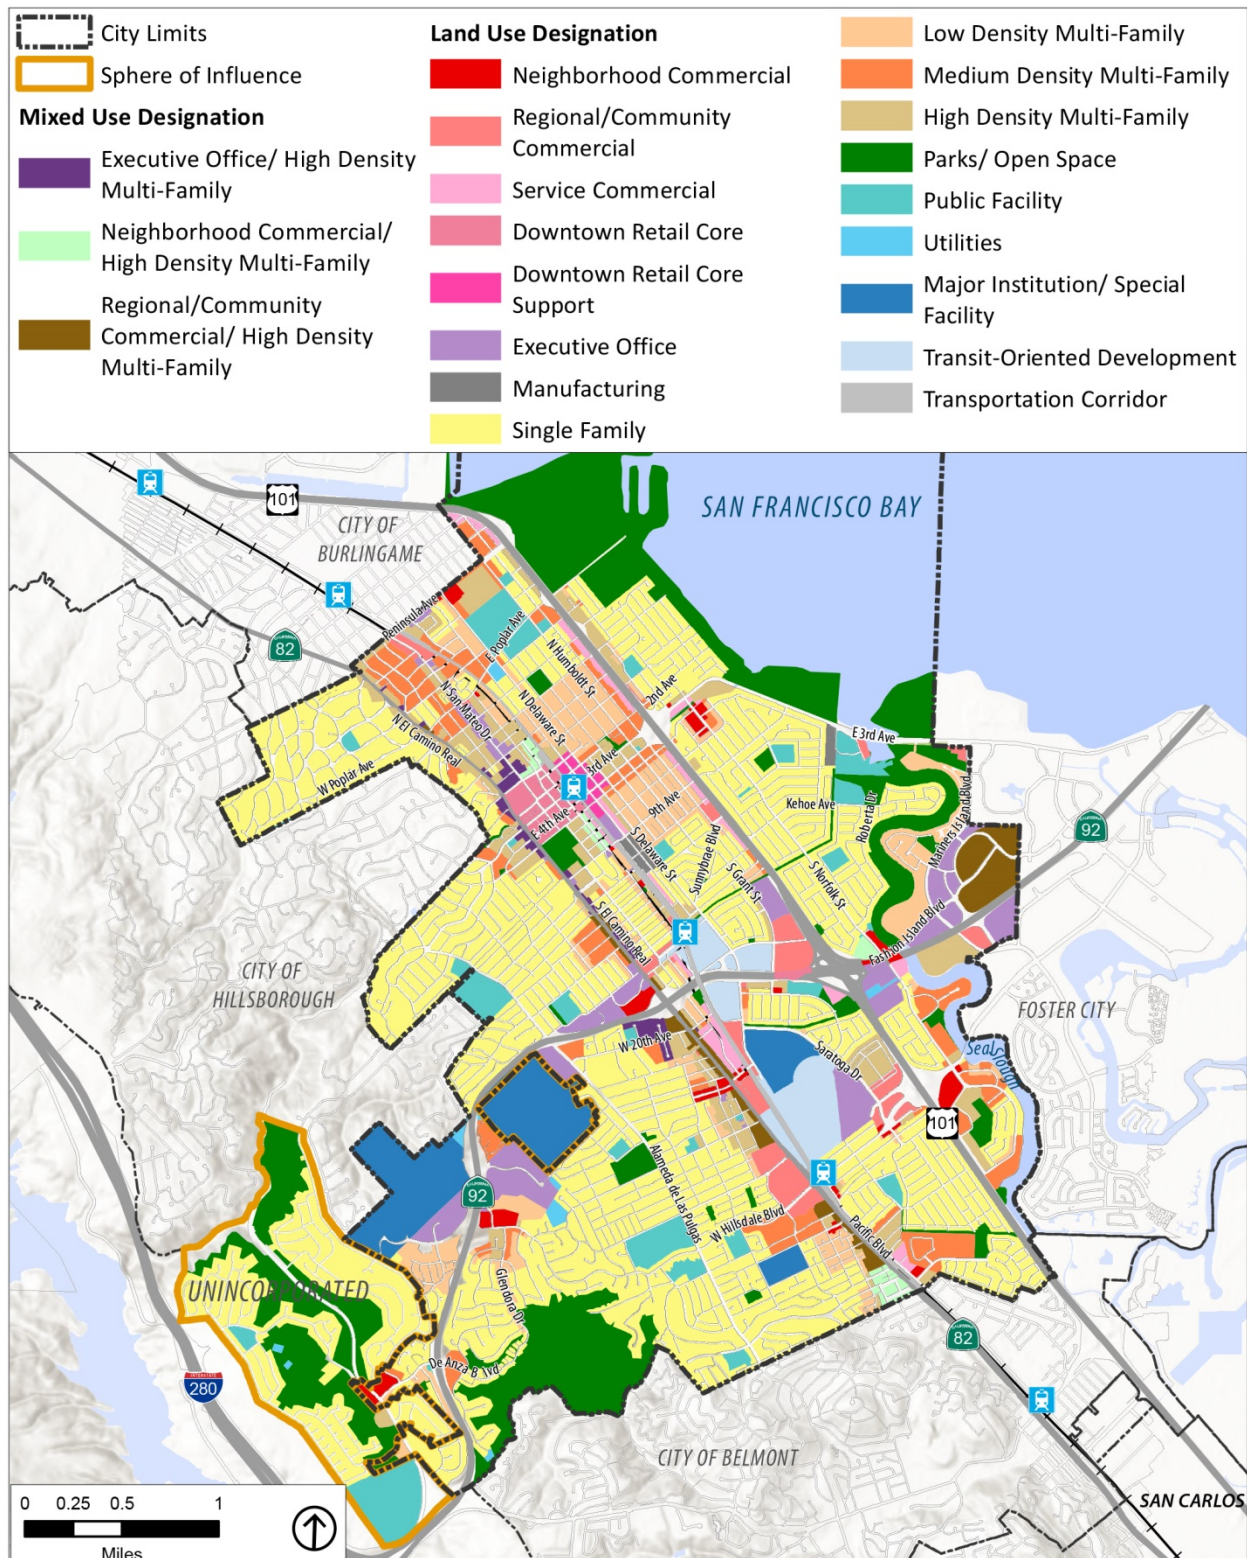 City Limits
Sphere of Influence
Mixed Use Designation
Executive Office/ High Density
Multi-Family
Neighborhood Commercial/
High Density Multi-Family
Regional/Community
Commercial/ High Density
Multi-Family
Land Use Designation
Neighborhood Commercial
Regional/Community
Commercial
Service Commercial
Downtown Retail Core
Downtown Retail Core
Support
Executive Office
Manufacturing
Single Family
Low Density Multi-Family
Medium Density Multi-Family
High Density Multi-Family
Parks/ Open Space
Public Facility
Utilities
Major Institution/ Special
Facility
Transit-Oriented Development
Transportation Corridor
101
SAN FRANCISCO BAY
CITY OF
BURLINGAME
Peninsula Ave
E Poplar Ave
82
N Humboldt St
N San Mateo Dr
N Delaware St
2nd Ave
N El Camino Real
E 3rd Ave
3rd Ave
W Poplar Ave
9th Ave
Kehoe Ave
Roberta Dr
Mariners Island Blvd
E 4th Ave
S Delaware St
Sunnybrae Blvd
92
S Grant St
S Norfolk St
S El Camino Real
Fashion Island Blvd
CITY OF
HILLSBOROUGH
FOSTER CITY
W 20th Ave
Saratoga Dr
Seal Slough
101
Alameda de Las Pulgas
92
W Hillsdale Blvd
Pacific Blvd
UNINCORPORATED
Glendora Dr
De Anza B lvd
82
INTERSTATE
280
CITY OF BELMONT
SAN CARLOS
0 0.25 0.5 1
Miles